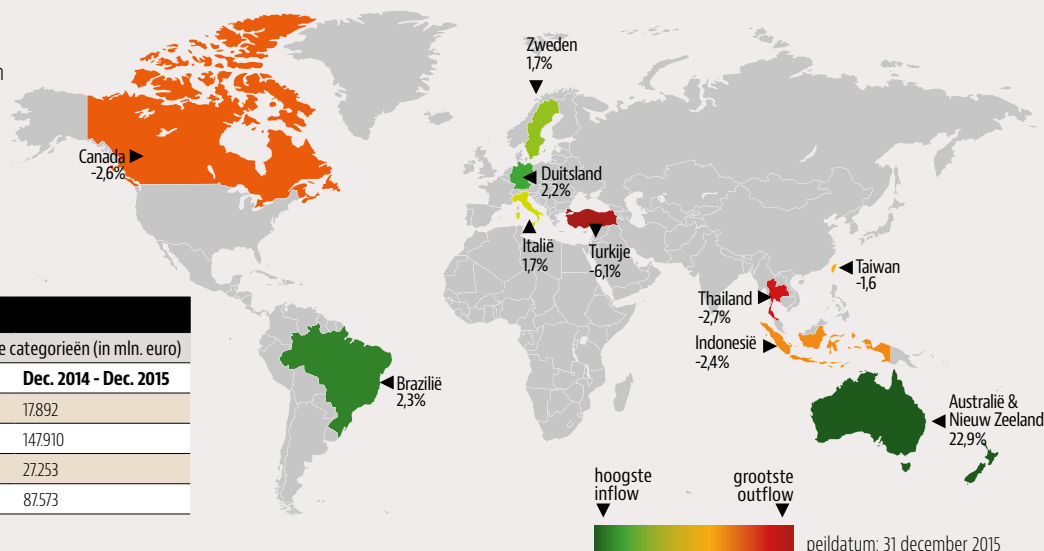 n
Zweden
1,7%
Canada
-2,6%
Duitsland
2,2%
Italië
1,7%
Turkije
-6,1%
Taiwan
-1,6
Thailand
-2,7%
Indonesië
-2,4%
Brazilië
2,3%
Australië &
Nieuw Zeeland
22,9%
e categorieën (in mln. euro)
Dec. 2014 - Dec. 2015
17.892
147.910
27.253
87.573
hoogste
inflow
grootste
outflow
peildatum: 31 december 2015